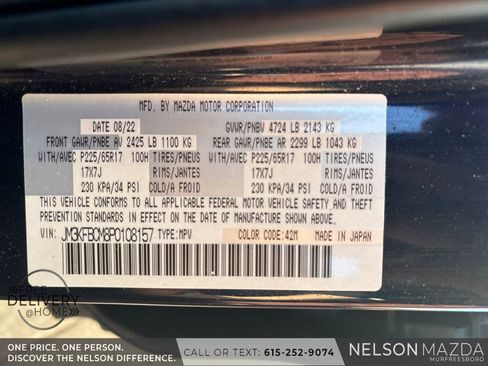 MFD. BY MAZDA MOTOR CORPORATION
DATE 08/22 GVWR/PNBV 4724 LB 2143 KG
FRONT GAWR/PNBE AV 2425 LB 1100 KG REAR GAWR/PNBE AR 2299 LB 1043 KG
WITH/AVEC P225/65R17 100H TIRES/PNEUS WITH/AVEC P225/65R17 100H TIRES/PNEUS
17X7J RIMS/JANTES 17X7J RIMS/JANTES
230 KPA/34 PSI COLD/A FROID 230 KPA/34 PSI COLD/A FROID
THIS VEHICLE CONFORMS TO ALL APPLICABLE FEDERAL MOTOR VEHICLE SAFETY, AND THEFT
PREVENTION STANDARDS IN EFFECT ON THE DATE OF MANUFACTURE SHOWN ABOVE.
VIN: JM3KFBCM8P0108157 TYPE:MPV COLOR CODE:42M MADE IN JAPAN
FREE
DELIVERY
@HOME
ONE PRICE. ONE PERSON.
DISCOVER THE NELSON DIFFERENCE.
CALL OR TEXT: 615-252-9074
NELSON MAZDA
MURFREESBORO